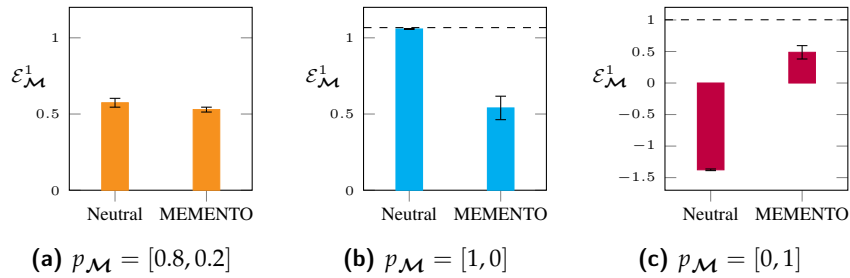 1
0.5
0
ℰ¹_𝓜
Neutral MEMENTO
(a) p_𝓜 = [0.8, 0.2]
1
0.5
0
ℰ¹_𝓜
Neutral MEMENTO
(b) p_𝓜 = [1, 0]
1
0.5
0
−0.5
−1
−1.5
ℰ¹_𝓜
Neutral MEMENTO
(c) p_𝓜 = [0, 1]